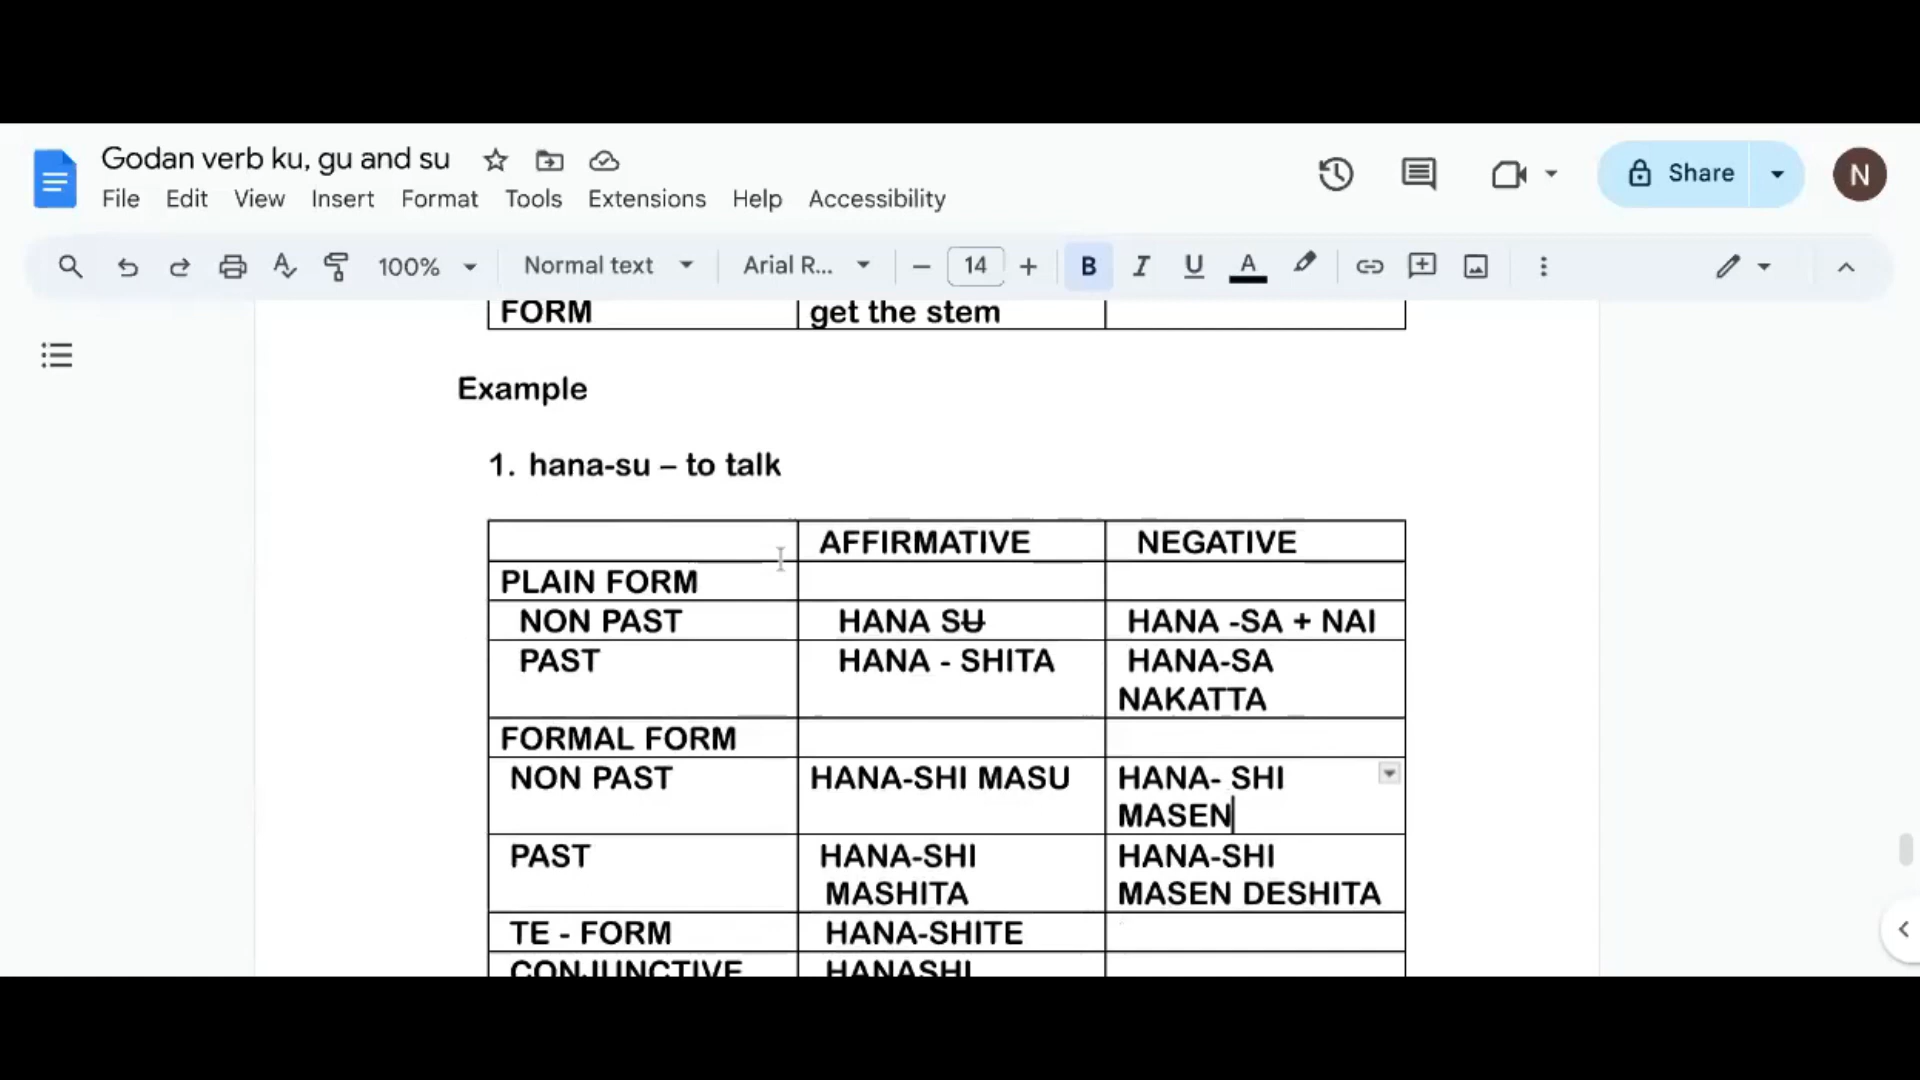 Godan verb ku, gu and su
File Edit View Insert Format Tools Extensions Help Accessibility
Share
N
100% Normal text Arial R... 14 B I U A
FORM get the stem
Example
1. hana-su – to talk
AFFIRMATIVE NEGATIVE
PLAIN FORM
NON PAST HANA SU HANA -SA + NAI
PAST HANA - SHITA HANA-SA
NAKATTA
FORMAL FORM
NON PAST HANA-SHI MASU HANA- SHI
MASEN
PAST HANA-SHI HANA-SHI
MASHITA MASEN DESHITA
TE - FORM HANA-SHITE
CONJUNCTIVE HANASHI